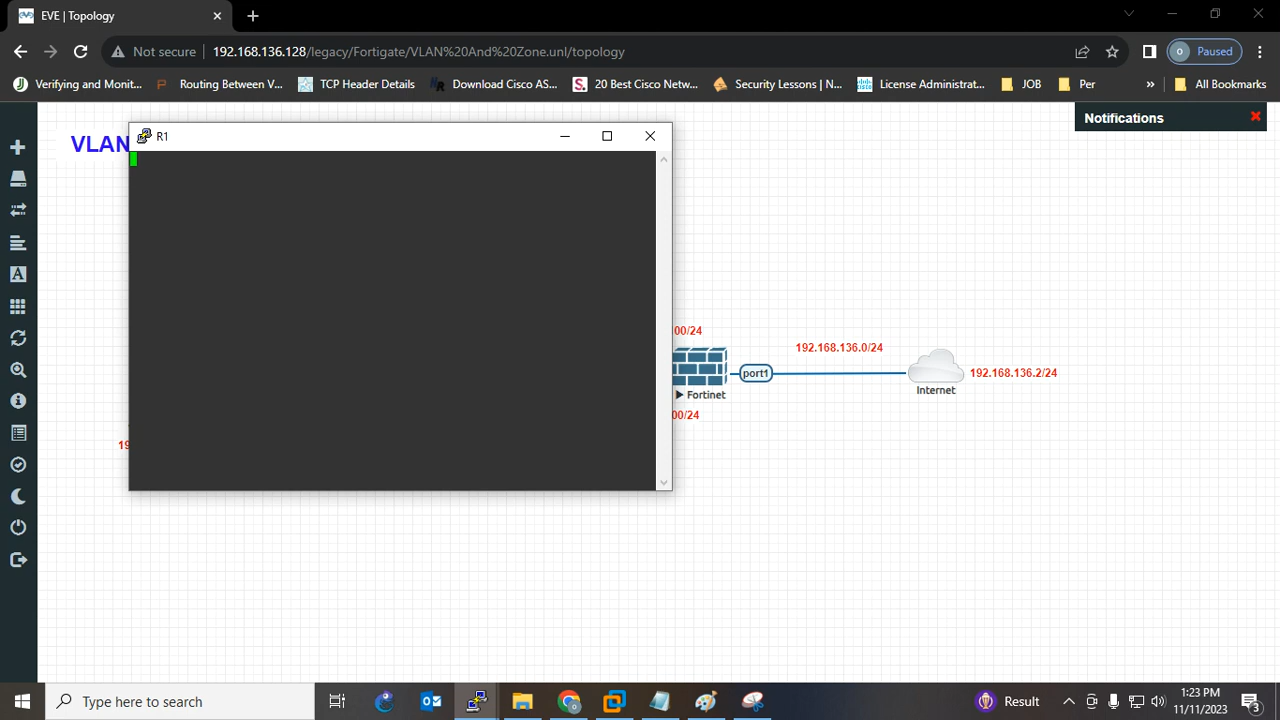 EVE | Topology
Not secure
192.168.136.128/legacy/Fortigate/VLAN%20And%20Zone.unl/topology
Paused
Verifying and Monit...
Routing Between V...
TCP Header Details
Download Cisco AS...
20 Best Cisco Netw...
Security Lessons | N...
License Administrat...
JOB
Per
»
All Bookmarks
Notifications
VLAN
R1
00/24
192.168.136.0/24
port1
192.168.136.2/24
Fortinet
Internet
00/24
19
Type here to search
Result
1:23 PM
11/11/2023
3